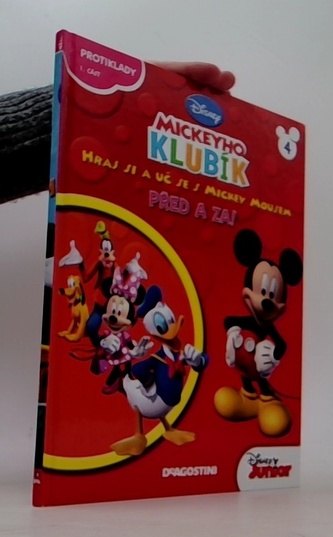 PROTIKLADY
1. ČÁST
Disney
MICKEYHO
KLUBÍK
4
HRAJ SI A UČ SE S MICKEY MOUSEM
PŘED A ZA!
DEAGOSTINI
Disney
JUNIOR